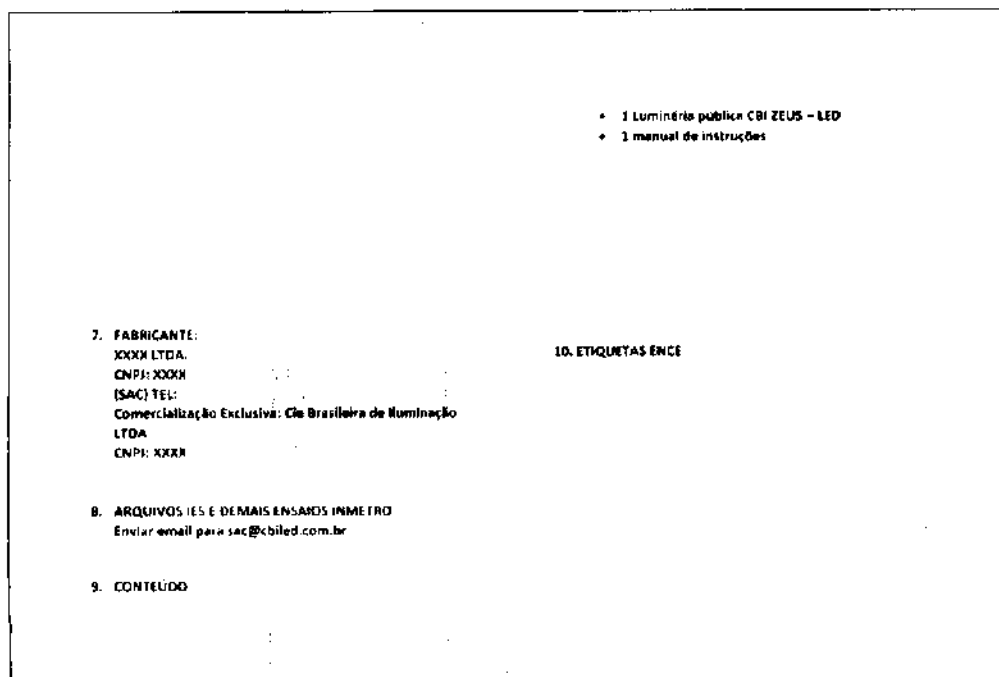 7. FABRICANTE:
XXXX LTDA.
CNPJ: XXXX
(SAC) TEL:
Comercialização Exclusiva: Cia Brasileira de Iluminação
LTDA
CNPJ: XXXX
8. ARQUIVOS IES E DEMAIS ENSAIOS INMETRO
Enviar email para sac@cbiled.com.br
9. CONTEÚDO
• 1 Luminária pública CBI ZEUS – LED
• 1 manual de instruções
10. ETIQUETAS ENCE